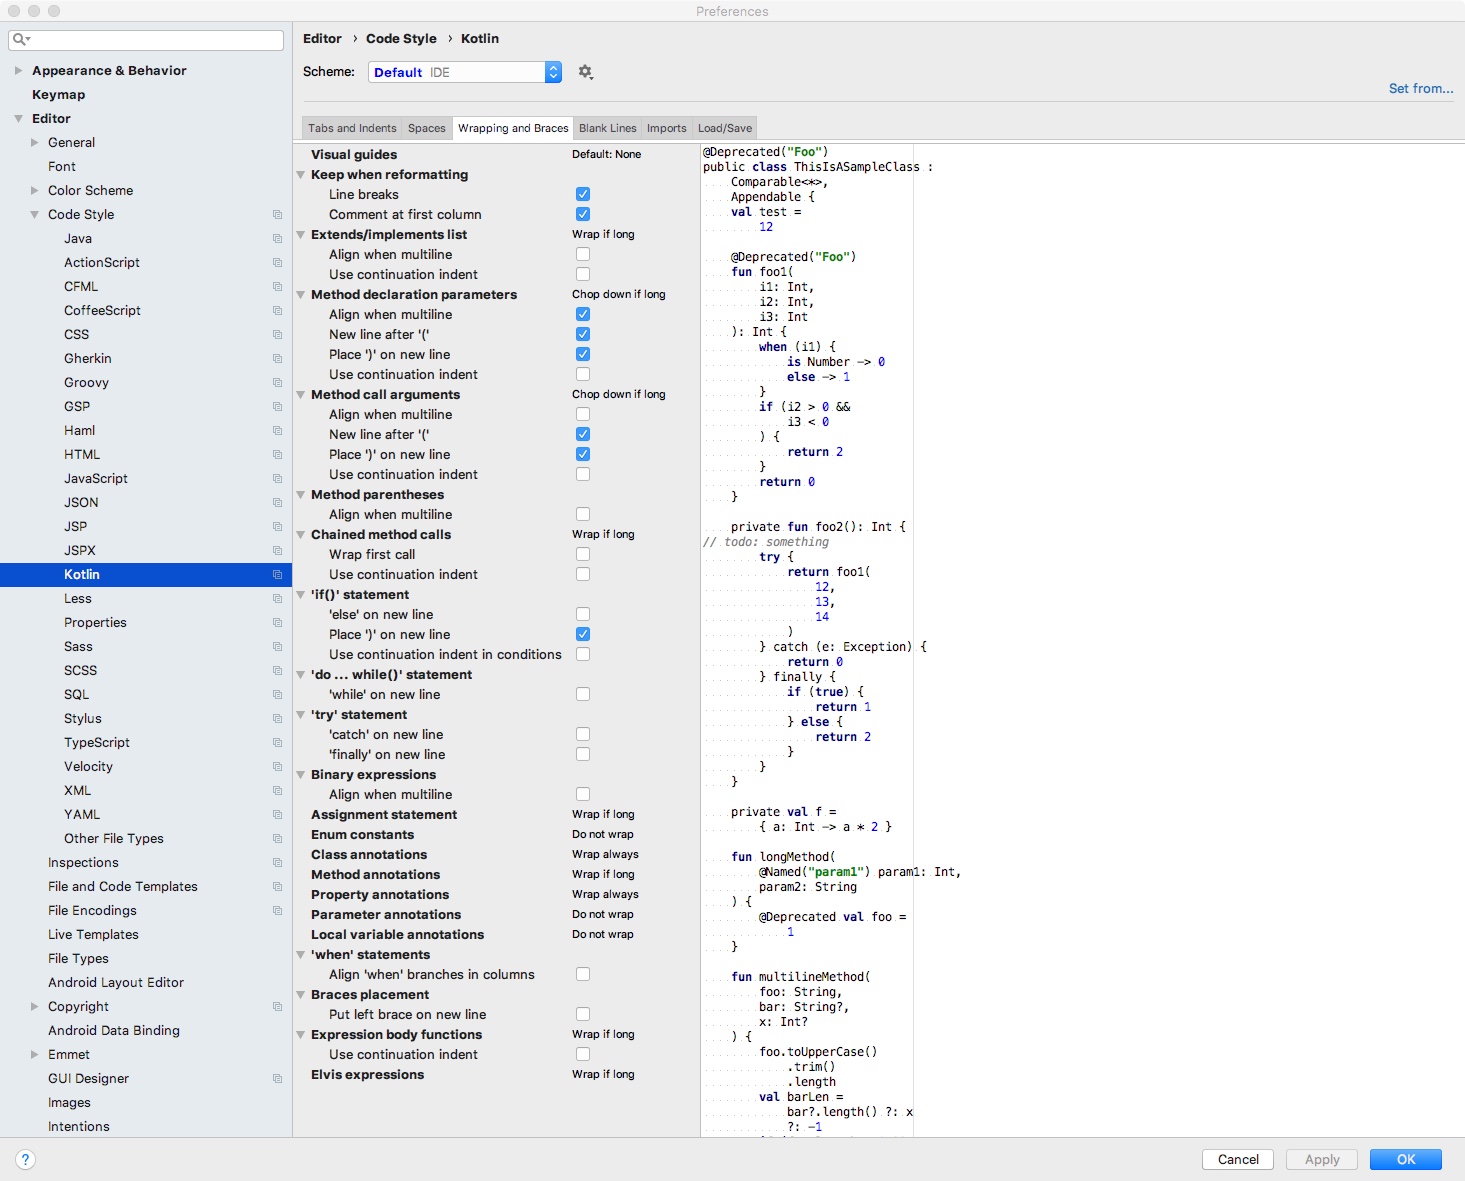 Preferences
Appearance & Behavior
Keymap
Editor
General
Font
Color Scheme
Code Style
Java
ActionScript
CFML
CoffeeScript
CSS
Gherkin
Groovy
GSP
Haml
HTML
JavaScript
JSON
JSP
JSPX
Kotlin
Less
Properties
Sass
SCSS
SQL
Stylus
TypeScript
Velocity
XML
YAML
Other File Types
Inspections
File and Code Templates
File Encodings
Live Templates
File Types
Android Layout Editor
Copyright
Android Data Binding
Emmet
GUI Designer
Images
Intentions
Editor › Code Style › Kotlin
Scheme: Default IDE
Set from...
Tabs and Indents Spaces Wrapping and Braces Blank Lines Imports Load/Save
Visual guides Default: None
Keep when reformatting
Line breaks
Comment at first column
Extends/implements list Wrap if long
Align when multiline
Use continuation indent
Method declaration parameters Chop down if long
Align when multiline
New line after '('
Place ')' on new line
Use continuation indent
Method call arguments Chop down if long
Align when multiline
New line after '('
Place ')' on new line
Use continuation indent
Method parentheses
Align when multiline
Chained method calls Wrap if long
Wrap first call
Use continuation indent
'if()' statement
'else' on new line
Place ')' on new line
Use continuation indent in conditions
'do ... while()' statement
'while' on new line
'try' statement
'catch' on new line
'finally' on new line
Binary expressions
Align when multiline
Assignment statement Wrap if long
Enum constants Do not wrap
Class annotations Wrap always
Method annotations Wrap if long
Property annotations Wrap always
Parameter annotations Do not wrap
Local variable annotations Do not wrap
'when' statements
Align 'when' branches in columns
Braces placement
Put left brace on new line
Expression body functions Wrap if long
Use continuation indent
Elvis expressions Wrap if long
@Deprecated("Foo")
public class ThisIsASampleClass :
Comparable<*>,
Appendable {
val test =
12
@Deprecated("Foo")
fun foo1(
i1: Int,
i2: Int,
i3: Int
): Int {
when (i1) {
is Number -> 0
else -> 1
}
if (i2 > 0 &&
i3 < 0
) {
return 2
}
return 0
}
private fun foo2(): Int {
// todo: something
try {
return foo1(
12,
13,
14
)
} catch (e: Exception) {
return 0
} finally {
if (true) {
return 1
} else {
return 2
}
}
}
private val f =
{ a: Int -> a * 2 }
fun longMethod(
@Named("param1") param1: Int,
param2: String
) {
@Deprecated val foo =
1
}
fun multilineMethod(
foo: String,
bar: String?,
x: Int?
) {
foo.toUpperCase()
.trim()
.length
val barLen =
bar?.length() ?: x
?: -1
?
Cancel Apply OK